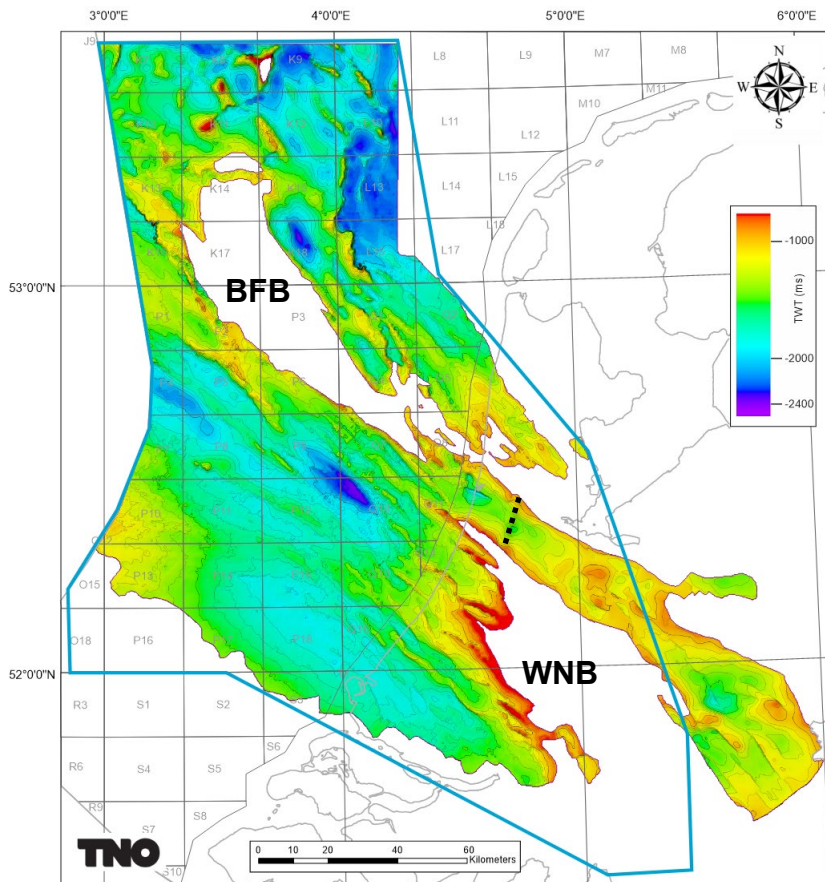 3°0'0"E 4°0'0"E 5°0'0"E 6°0'0"E
J9 K9 L8 L9 M7 M8
M10 M11
L11 L12
K13 K14 L13 L14 L15
K17 K18 L17 L18
N
W E
S
-1000
TWT (ms)
-2000
-2400
53°0'0"N
BFB
P1 P3
P10
P13
O15
O18 P16 P18
52°0'0"N
WNB
R3 S1 S2
R6 S4 S5 S6
R9 S7 S8
S10
TNO
0 10 20 40 60
Kilometers